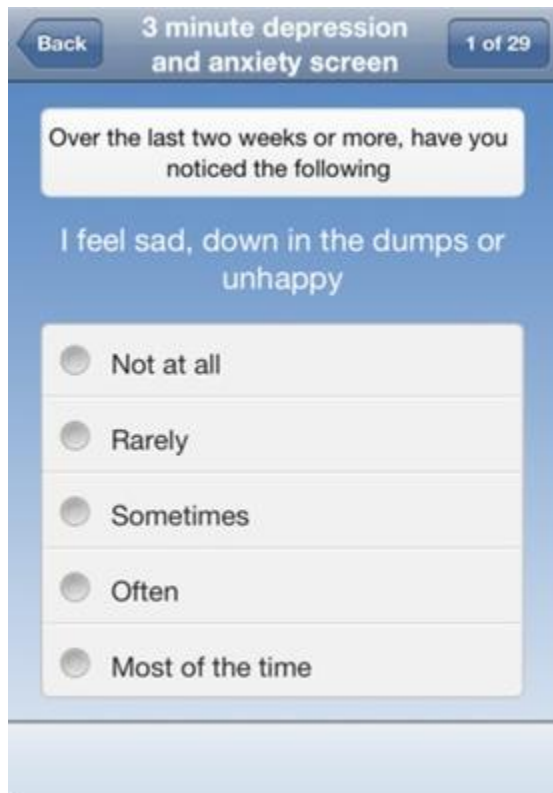 Back
3 minute depression
and anxiety screen
1 of 29
Over the last two weeks or more, have you
noticed the following
I feel sad, down in the dumps or
unhappy
Not at all
Rarely
Sometimes
Often
Most of the time